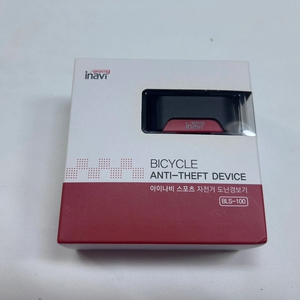 inavi
BICYCLE
ANTI-THEFT DEVICE
아이나비 스포츠 자전거 도난경보기
BLS-100